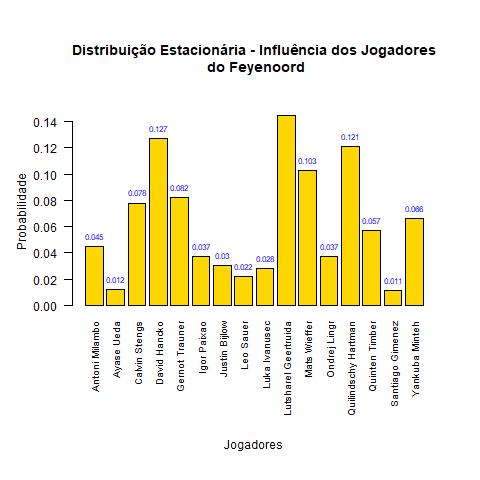 Distribuição Estacionária - Influência dos Jogadores
do Feyenoord
Probabilidade
0.14
0.12
0.10
0.08
0.06
0.04
0.02
0.00
0.045
0.012
0.078
0.127
0.082
0.037
0.03
0.022
0.028
0.103
0.037
0.121
0.057
0.011
0.066
Antoni Milambo
Ayase Ueda
Calvin Stengs
David Hancko
Gernot Trauner
Igor Paixao
Justin Bijlow
Leo Sauer
Luka Ivanusec
Lutsharel Geertruida
Mats Wieffer
Ondrej Lingr
Quilindschy Hartman
Quinten Timber
Santiago Gimenez
Yankuba Minteh
Jogadores